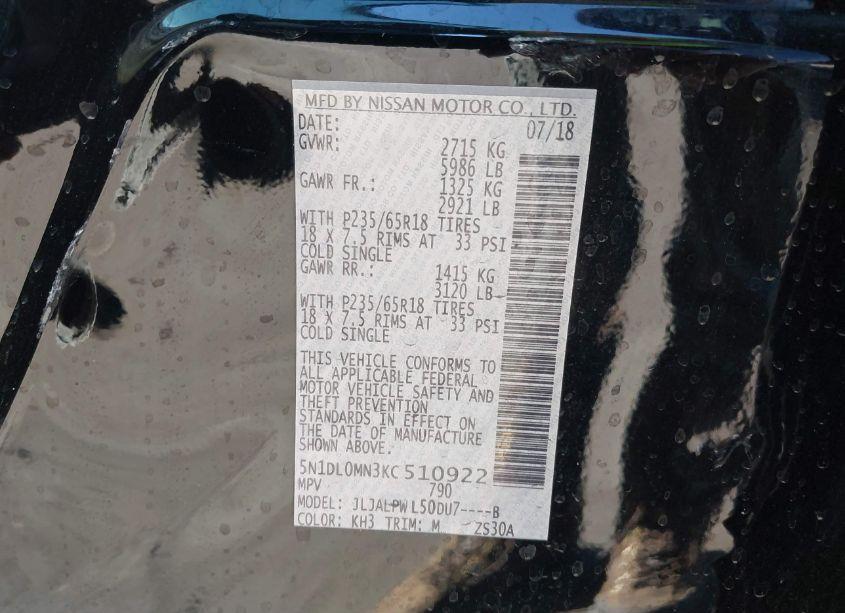 MFD BY NISSAN MOTOR CO., LTD.
DATE: 07/18
GVWR: 2715 KG
5986 LB
GAWR FR.: 1325 KG
2921 LB
WITH P235/65R18 TIRES
18 X 7.5 RIMS AT 33 PSI
COLD SINGLE
GAWR RR.: 1415 KG
3120 LB
WITH P235/65R18 TIRES
18 X 7.5 RIMS AT 33 PSI
COLD SINGLE
THIS VEHICLE CONFORMS TO
ALL APPLICABLE FEDERAL
MOTOR VEHICLE SAFETY AND
THEFT PREVENTION
STANDARDS IN EFFECT ON
THE DATE OF MANUFACTURE
SHOWN ABOVE.
5N1DL0MN3KC510922
MPV 790
MODEL: JLJALPWL50DU7----B
COLOR: KH3 TRIM: M ZS30A